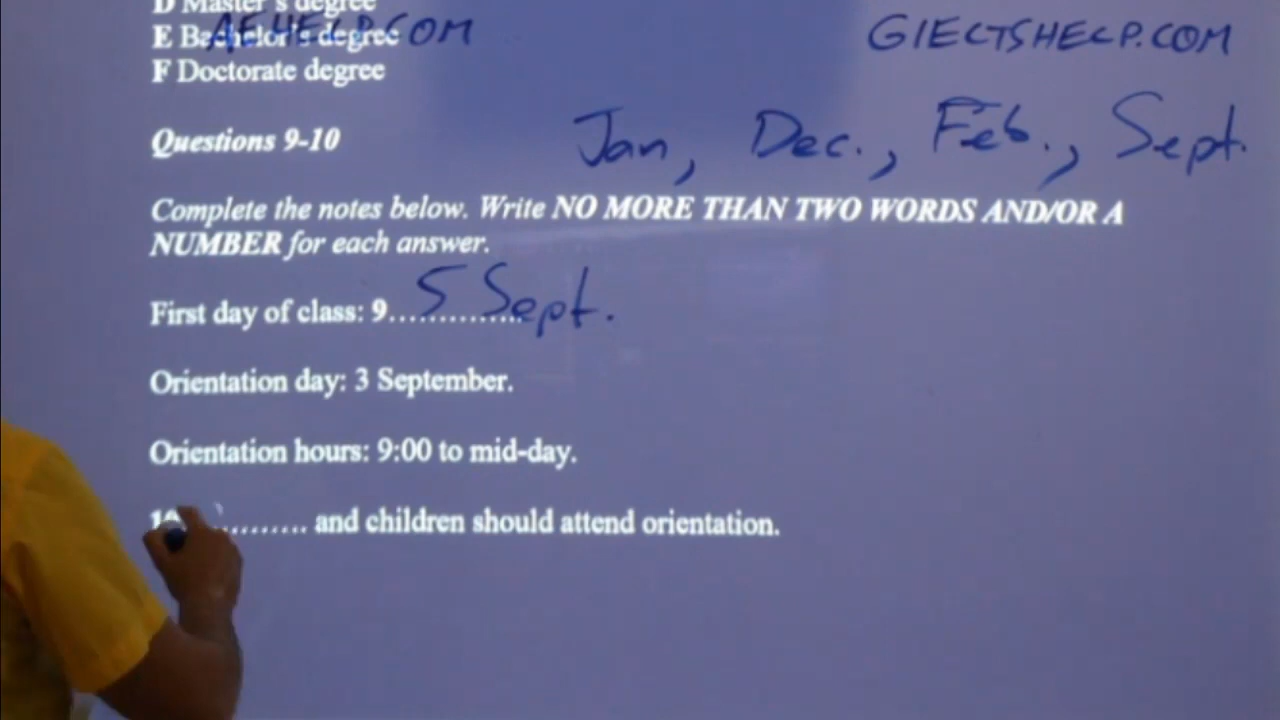 D Master's degree
AEHELP.COM
GIELTSHELP.COM
E Bachelor's degree
F Doctorate degree
Jan, Dec., Feb., Sept.
Questions 9-10
Complete the notes below. Write NO MORE THAN TWO WORDS AND/OR A
NUMBER for each answer.
First day of class: 9.............. 5 Sept.
Orientation day: 3 September.
Orientation hours: 9:00 to mid-day.
10.......... and children should attend orientation.